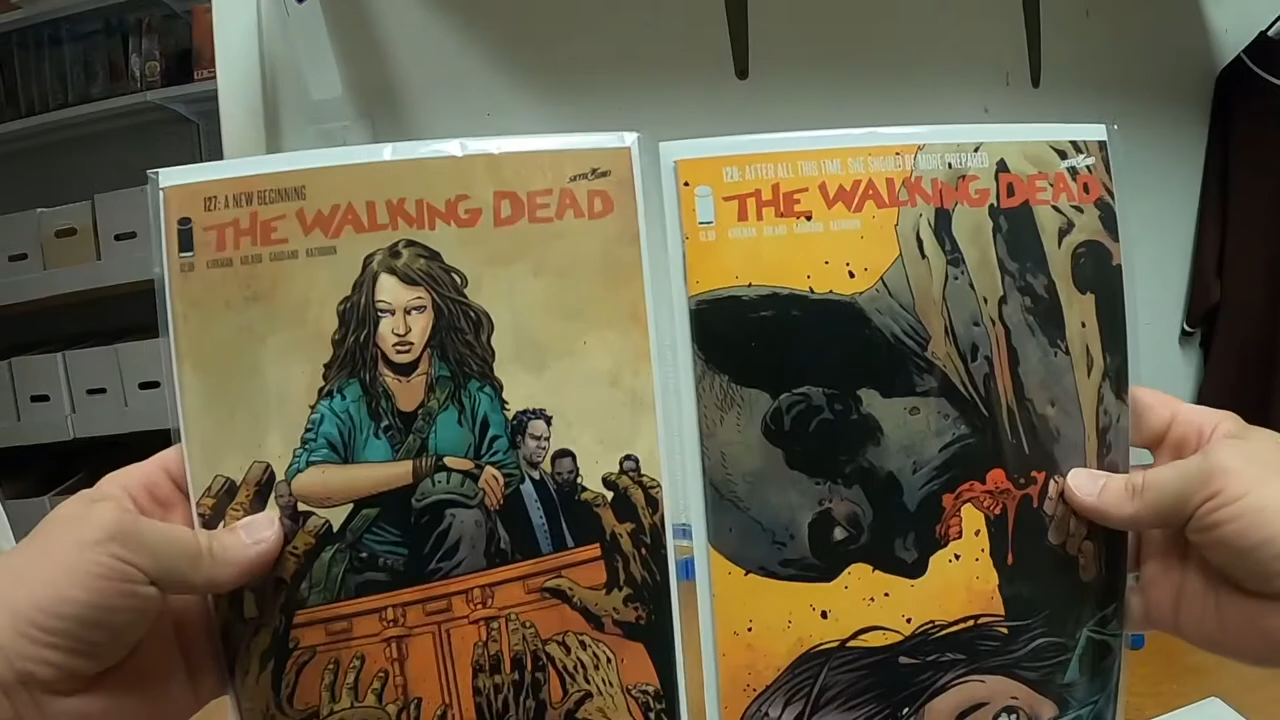 127: A NEW BEGINNING
THE WALKING DEAD
KIRKMAN ADLARD GAUDIANO RATHBURN
128: AFTER ALL THIS TIME, SHE SHOULD BE MORE PREPARED
THE WALKING DEAD
KIRKMAN ADLARD GAUDIANO RATHBURN